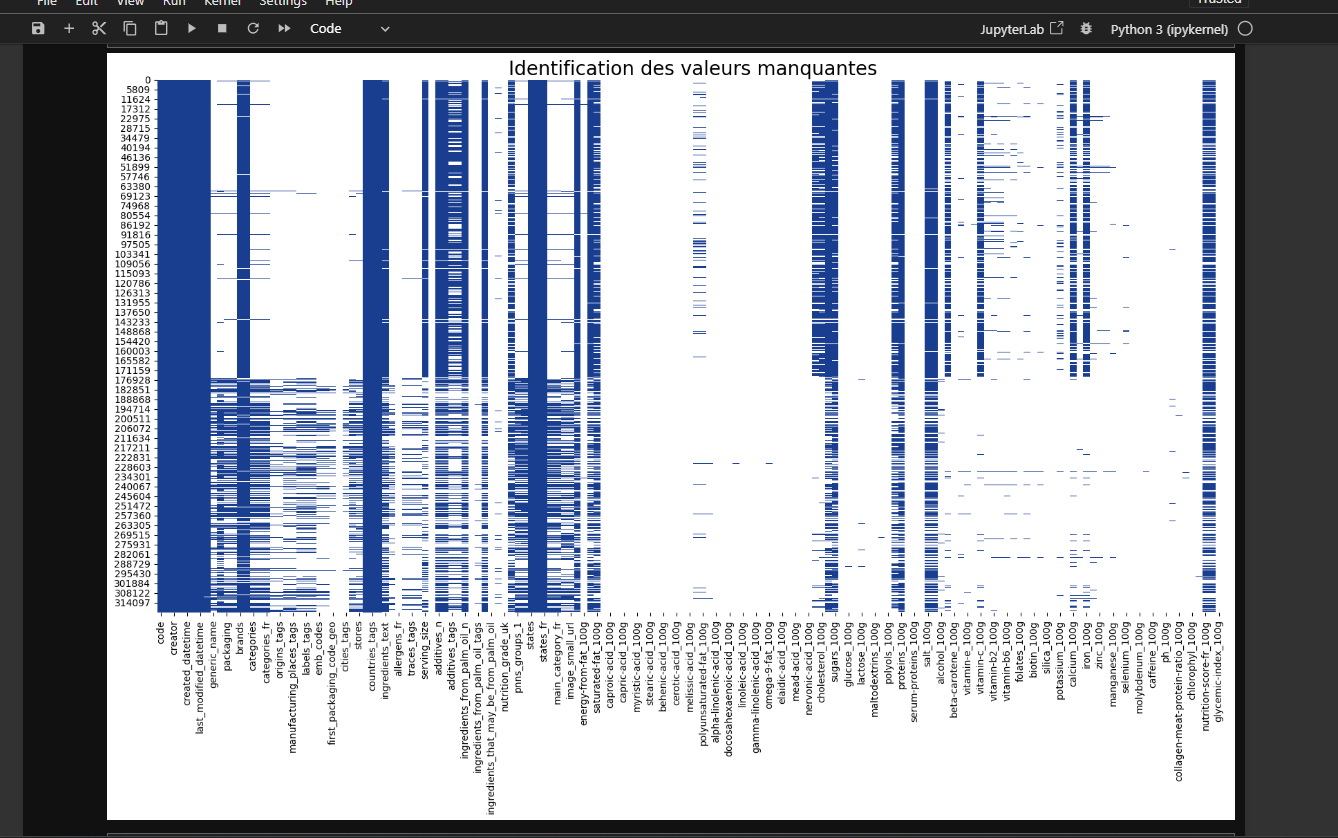 File Edit View Run Kernel Settings Help
Trusted
Code
JupyterLab
Python 3 (ipykernel)
Identification des valeurs manquantes
0
5809
11624
17312
22975
28715
34479
40194
46136
51899
57746
63380
69123
74968
80554
86192
91816
97505
103341
109056
115093
120786
126313
131955
137650
143233
148868
154420
160003
165582
171159
176928
182851
188868
194714
200511
206072
211634
217211
222831
228603
234301
240067
245604
251472
257360
263305
269515
275931
282061
288729
295430
301884
308122
314097
code
creator
created_datetime
last_modified_datetime
generic_name
packaging
brands
categories
categories_fr
origins_tags
manufacturing_places_tags
labels_tags
emb_codes
first_packaging_code_geo
cities_tags
stores
countries_tags
ingredients_text
allergens_fr
traces_tags
serving_size
additives_n
additives_tags
ingredients_from_palm_oil_n
ingredients_from_palm_oil_tags
ingredients_that_may_be_from_palm_oil
nutrition_grade_uk
pnns_groups_1
states
states_fr
main_category_fr
image_small_url
energy-from-fat_100g
saturated-fat_100g
caproic-acid_100g
capric-acid_100g
myristic-acid_100g
stearic-acid_100g
behenic-acid_100g
cerotic-acid_100g
melissic-acid_100g
polyunsaturated-fat_100g
alpha-linolenic-acid_100g
docosahexaenoic-acid_100g
linoleic-acid_100g
gamma-linolenic-acid_100g
omega-9-fat_100g
elaidic-acid_100g
mead-acid_100g
nervonic-acid_100g
cholesterol_100g
sugars_100g
glucose_100g
lactose_100g
maltodextrins_100g
polyols_100g
proteins_100g
serum-proteins_100g
salt_100g
alcohol_100g
beta-carotene_100g
vitamin-e_100g
vitamin-c_100g
vitamin-b2_100g
vitamin-b6_100g
folates_100g
biotin_100g
silica_100g
potassium_100g
calcium_100g
iron_100g
zinc_100g
manganese_100g
selenium_100g
molybdenum_100g
caffeine_100g
ph_100g
collagen-meat-protein-ratio_100g
chlorophyl_100g
nutrition-score-fr_100g
glycemic-index_100g